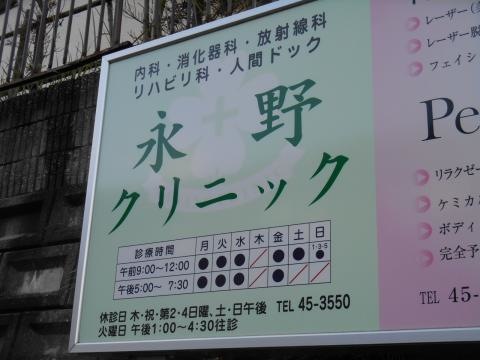 内科・消化器科・放射線科
リハビリ科・人間ドック
永野
クリニック
診療時間 月 火 水 木 金 土 日
午前9:00~12:00 ● ● ● ／ ● ● 1·3·5 ●
午後5:00~7:30 ● ● ● ／ ● ／ ／
休診日 木・祝・第2・4日曜、土・日午後 TEL 45-3550
火曜日 午後1:00~4:30往診
レーザー
レーザー脱
フェイシ
Pe
リラクゼー
ケミカ
ボディ
完全予
TEL 45-